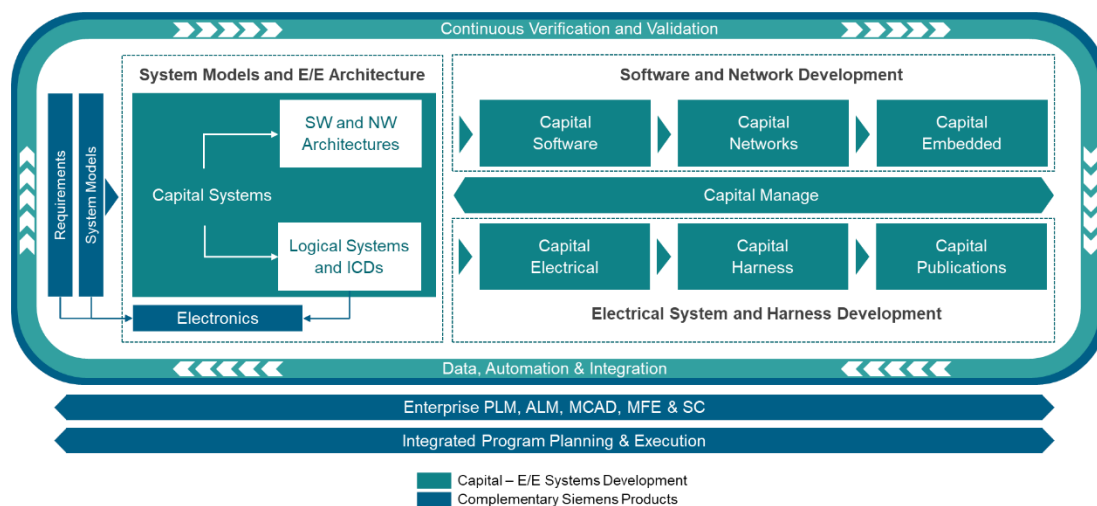 Continuous Verification and Validation
System Models and E/E Architecture
Software and Network Development
Requirements
System Models
SW and NW
Architectures
Capital Systems
Logical Systems
and ICDs
Electronics
Capital
Software
Capital
Networks
Capital
Embedded
Capital Manage
Capital
Electrical
Capital
Harness
Capital
Publications
Electrical System and Harness Development
Data, Automation & Integration
Enterprise PLM, ALM, MCAD, MFE & SC
Integrated Program Planning & Execution
Capital – E/E Systems Development
Complementary Siemens Products